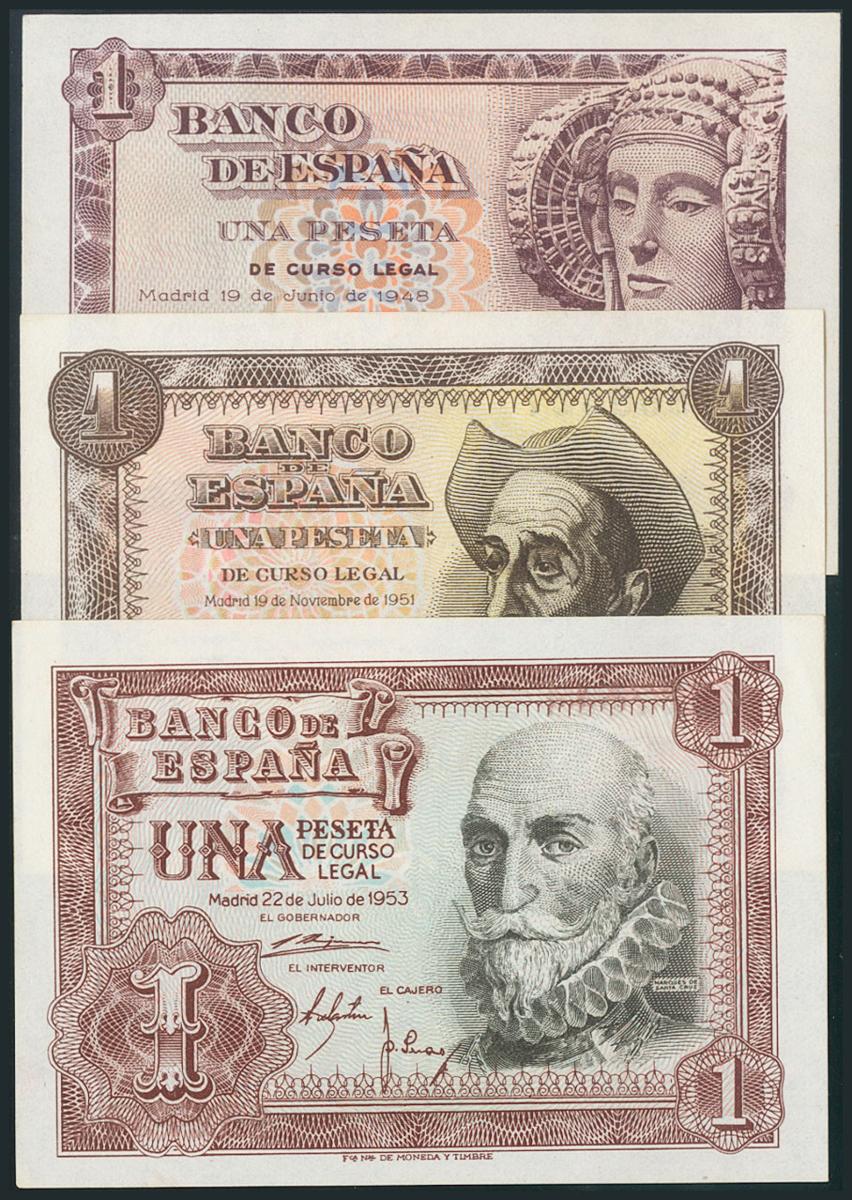 1
BANCO
DE ESPAÑA
UNA PESETA
DE CURSO LEGAL
Madrid 19 de Junio de 1948
1
1
BANCO
DE
ESPAÑA
UNA PESETA
DE CURSO LEGAL
Madrid 19 de Noviembre de 1951
BANCO DE
ESPAÑA
1
UNA PESETA
DE CURSO
LEGAL
Madrid 22 de Julio de 1953
EL GOBERNADOR
EL INTERVENTOR
EL CAJERO
MARQUES DE
SANTA CRUZ
1
1
Fca Nal DE MONEDA Y TIMBRE